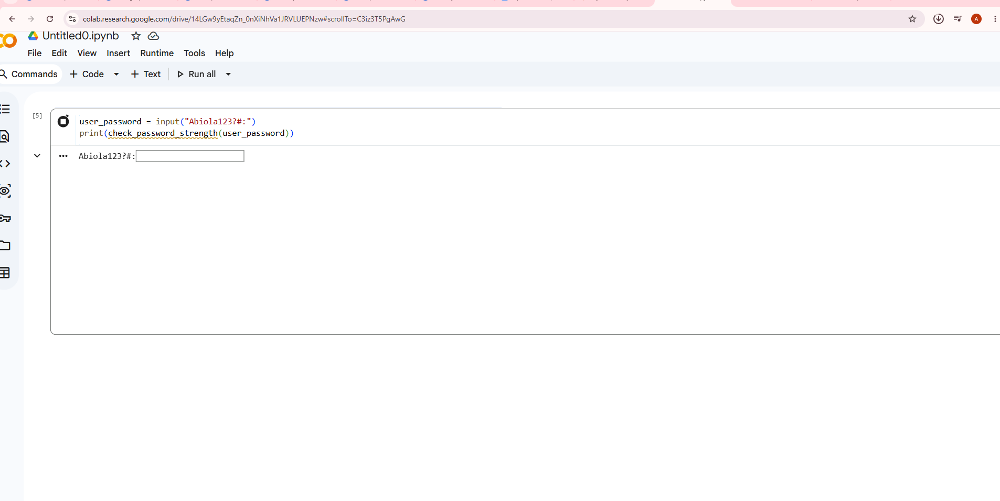 colab.research.google.com/drive/14LGw9yEtaqZn_0nXiNhVa1JRVLUEPNzw#scrollTo=C3iz3T5PgAwG
A
Untitled0.ipynb
File Edit View Insert Runtime Tools Help
Commands + Code + Text Run all
[5]
user_password = input("Abiola123?#:")
print(check_password_strength(user_password))
Abiola123?#: